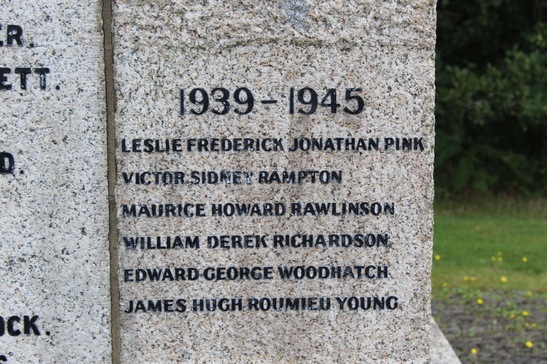 1939-1945
LESLIE FREDERICK JONATHAN PINK
VICTOR SIDNEY RAMPTON
MAURICE HOWARD RAWLINSON
WILLIAM DEREK RICHARDSON
EDWARD GEORGE WOODHATCH
JAMES HUGH ROUMIEU YOUNG